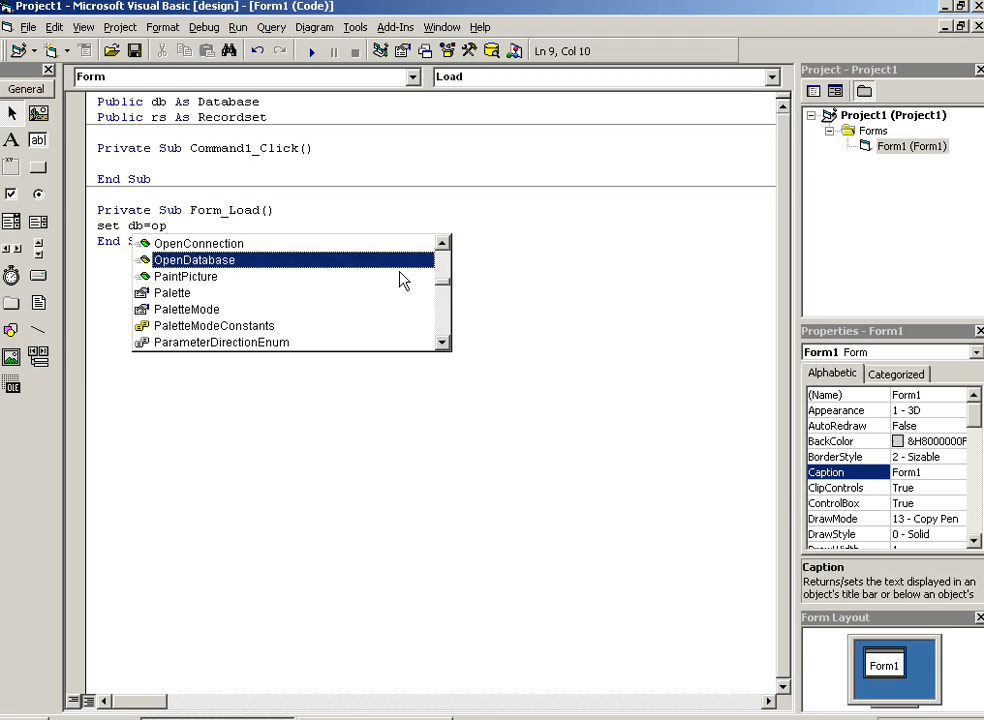 Project1 - Microsoft Visual Basic [design] - [Form1 (Code)]
File Edit View Project Format Debug Run Query Diagram Tools Add-Ins Window Help
Ln 9, Col 10
General
Form
Load
Public db As Database
Public rs As Recordset
Private Sub Command1_Click()
End Sub
Private Sub Form_Load()
set db=op
End S
OpenConnection
OpenDatabase
PaintPicture
Palette
PaletteMode
PaletteModeConstants
ParameterDirectionEnum
A
ab|
XY
OLE
Project - Project1
Project1 (Project1)
Forms
Form1 (Form1)
Properties - Form1
Form1 Form
Alphabetic Categorized
(Name) Form1
Appearance 1 - 3D
AutoRedraw False
BackColor &H8000000F
BorderStyle 2 - Sizable
Caption Form1
ClipControls True
ControlBox True
DrawMode 13 - Copy Pen
DrawStyle 0 - Solid
Caption
Returns/sets the text displayed in an
object's title bar or below an object's
Form Layout
Form1